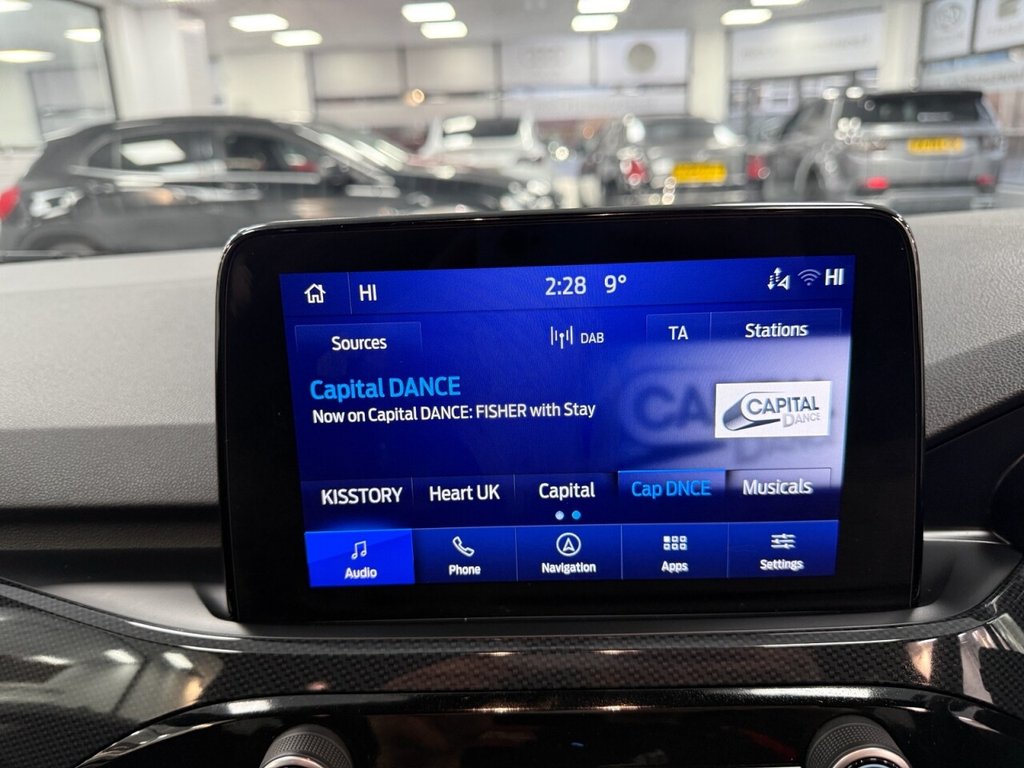 HI 2:28 9° HI
Sources DAB TA Stations
Capital DANCE
Now on Capital DANCE: FISHER with Stay
CAPITAL
DANCE
KISSTORY Heart UK Capital Cap DNCE Musicals
Audio Phone Navigation Apps Settings